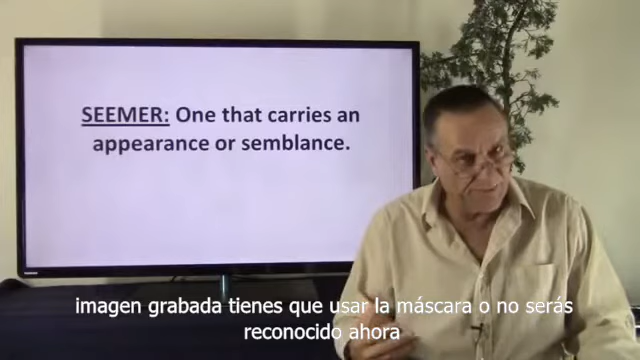 SEEMER: One that carries an
appearance or semblance.
imagen grabada tienes que usar la máscara o no serás
reconocido ahora